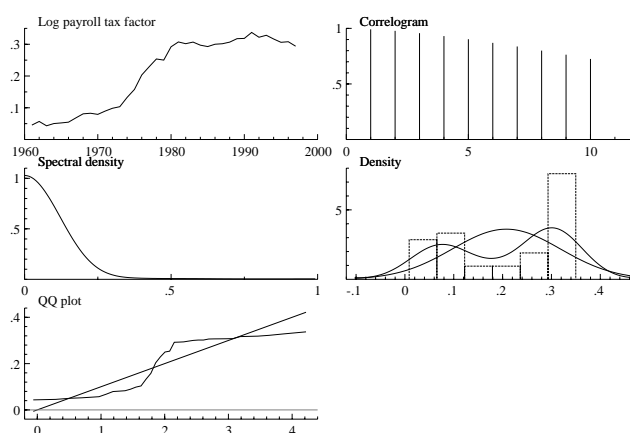 Log payroll tax factor
.3
.2
.1
1960 1970 1980 1990 2000
Correlogram
1
.5
0 5 10
Spectral density
1
.5
0 .5 1
Density
5
-.1 0 .1 .2 .3 .4
QQ plot
.4
.2
0
0 1 2 3 4